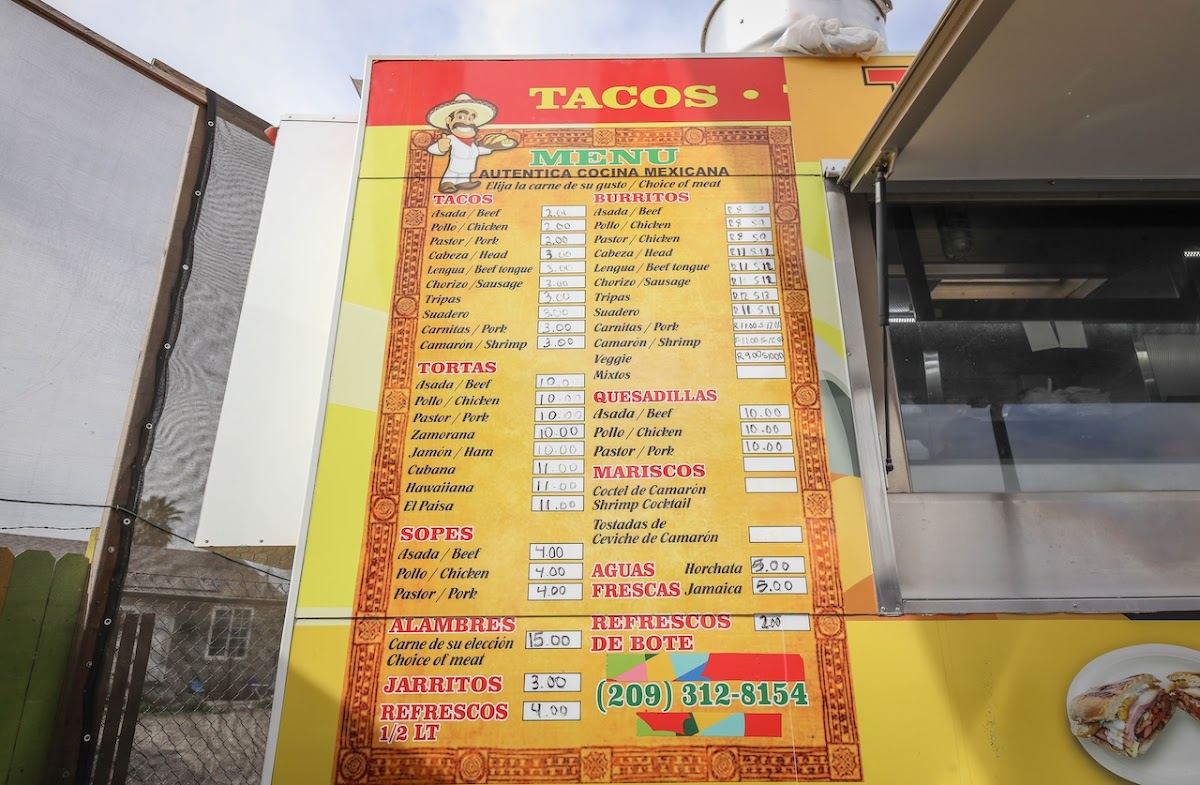 TACOS •
MENU
AUTENTICA COCINA MEXICANA
Elija la carne de su gusto / Choice of meat
TACOS
Asada / Beef 2.00
Pollo / Chicken 2.00
Pastor / Pork 2.00
Cabeza / Head 3.00
Lengua / Beef tongue 3.00
Chorizo / Sausage 3.00
Tripas 3.00
Suadero 3.00
Carnitas / Pork 3.00
Camarón / Shrimp 3.00
TORTAS
Asada / Beef 10.00
Pollo / Chicken 10.00
Pastor / Pork 10.00
Zamorana 10.00
Jamón / Ham 10.00
Cubana 11.00
Hawaiiana 11.00
El Paisa 11.00
SOPES
Asada / Beef 4.00
Pollo / Chicken 4.00
Pastor / Pork 4.00
ALAMBRES
Carne de su elección 15.00
Choice of meat
JARRITOS 3.00
REFRESCOS 4.00
1/2 LT
BURRITOS
Asada / Beef
Pollo / Chicken
Pastor / Chicken
Cabeza / Head
Lengua / Beef tongue R11 S12
Chorizo / Sausage
Tripas R12 S13
Suadero R11 S12
Carnitas / Pork
Camarón / Shrimp
Veggie
Mixtos
QUESADILLAS
Asada / Beef 10.00
Pollo / Chicken 10.00
Pastor / Pork 10.00
MARISCOS
Coctel de Camarón
Shrimp Cocktail
Tostadas de
Ceviche de Camarón
AGUAS Horchata 5.00
FRESCAS Jamaica 5.00
REFRESCOS 2.00
DE BOTE
(209) 312-8154